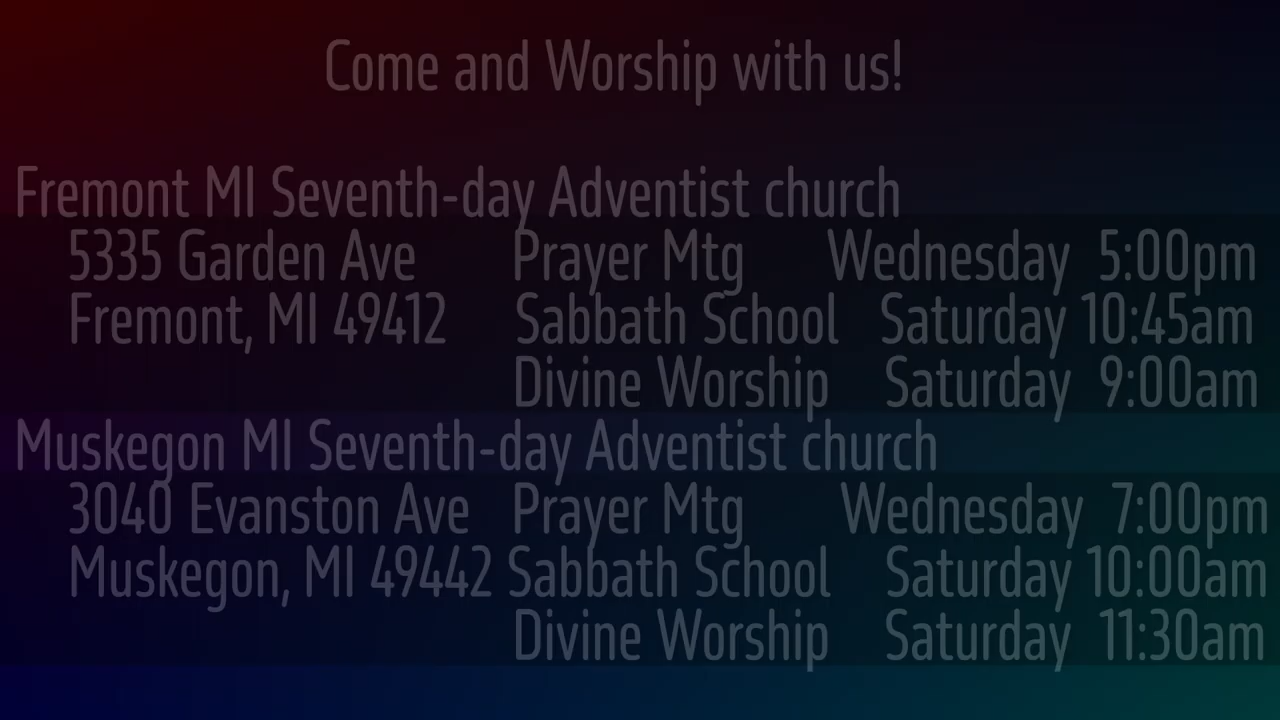 Come and Worship with us!
Fremont MI Seventh-day Adventist church
5335 Garden Ave Prayer Mtg Wednesday 5:00pm
Fremont, MI 49412 Sabbath School Saturday 10:45am
Divine Worship Saturday 9:00am
Muskegon MI Seventh-day Adventist church
3040 Evanston Ave Prayer Mtg Wednesday 7:00pm
Muskegon, MI 49442 Sabbath School Saturday 10:00am
Divine Worship Saturday 11:30am